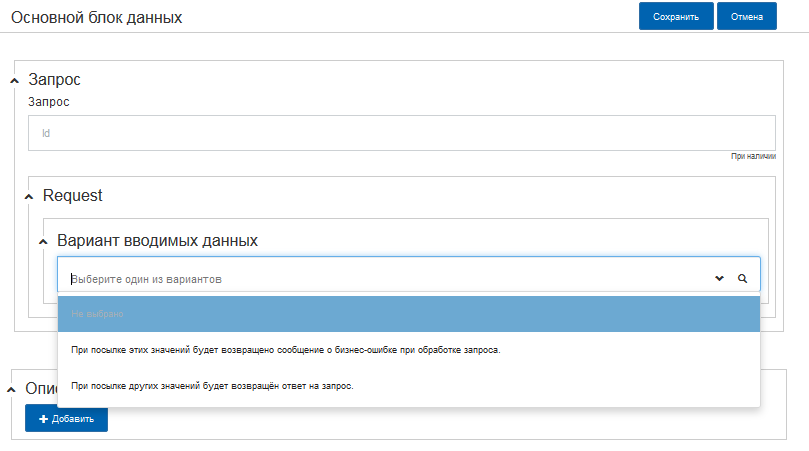 Основной блок данных
Сохранить
Отмена
Запрос
Запрос
Id
При наличии
Request
Вариант вводимых данных
Выберите один из вариантов
Не выбрано
При посылке этих значений будет возвращено сообщение о бизнес-ошибке при обработке запроса.
При посылке других значений будет возвращён ответ на запрос.
Добавить